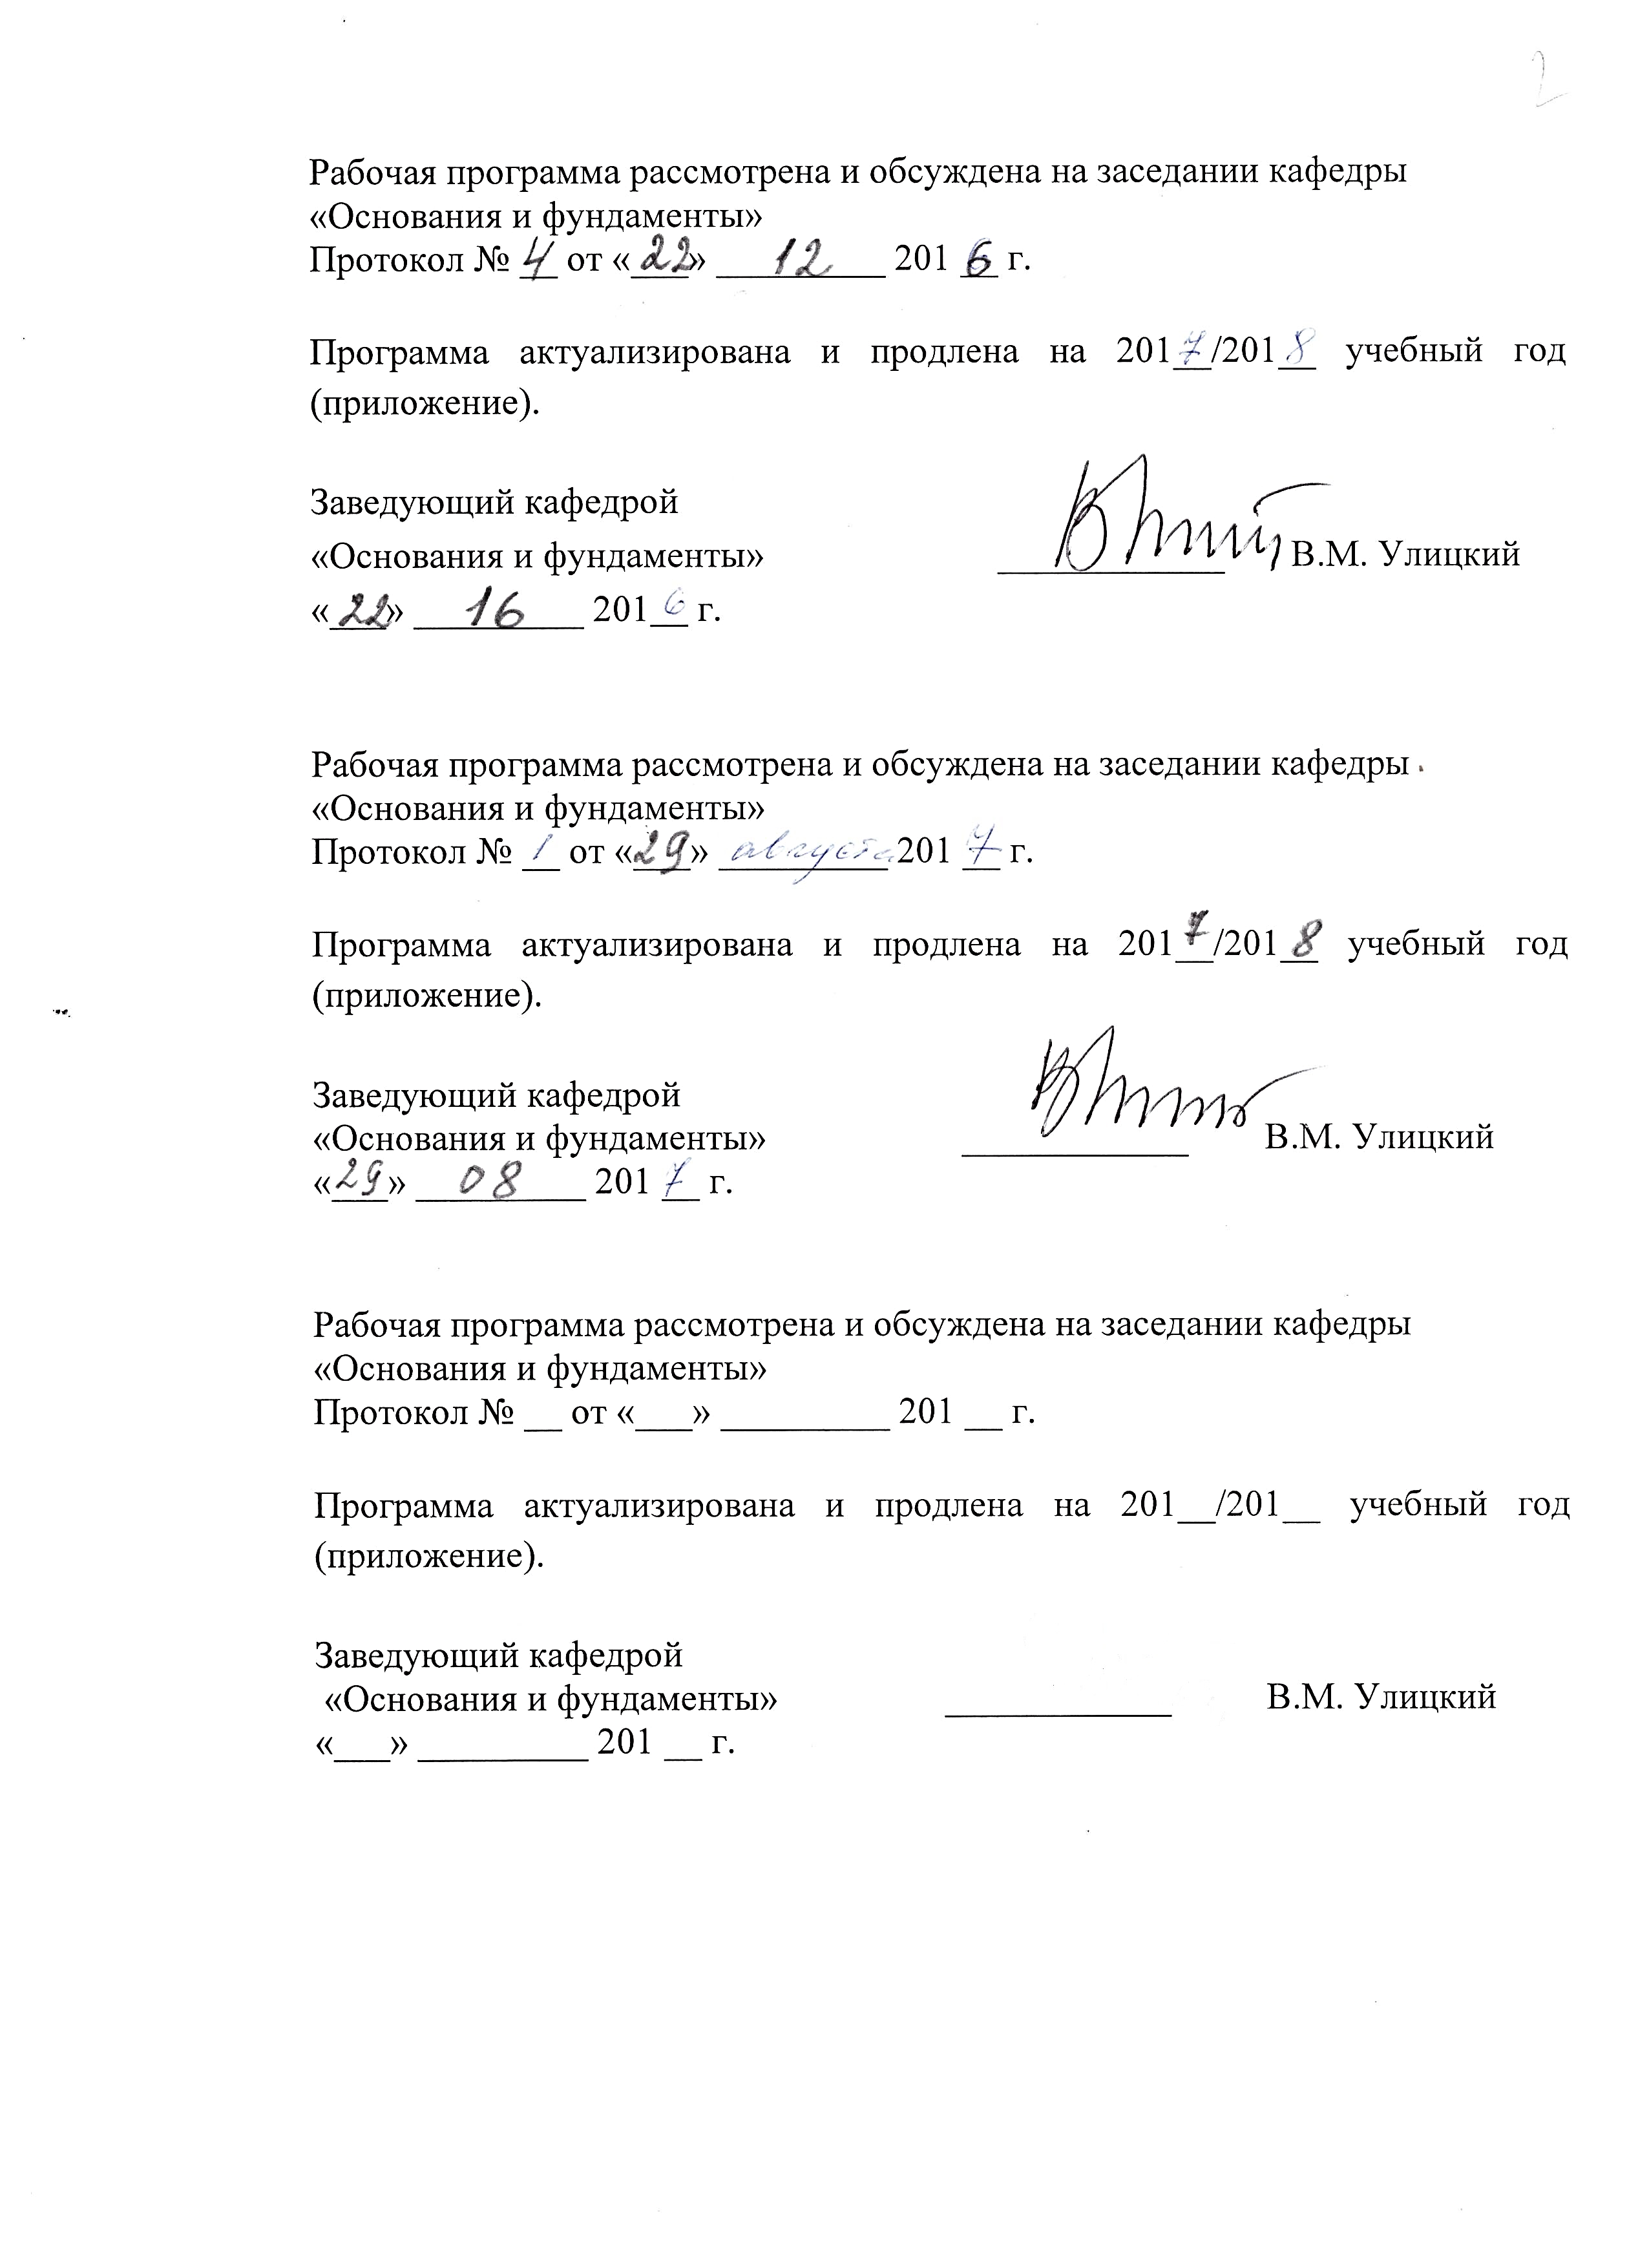 2
Рабочая программа рассмотрена и обсуждена на заседании кафедры
«Основания и фундаменты»
Протокол № 4 от «22» 12 201 6 г.
Программа актуализирована и продлена на 2017/2018 учебный год
(приложение).
Заведующий кафедрой
«Основания и фундаменты» В.М. Улицкий
«22» 16 2016 г.
Рабочая программа рассмотрена и обсуждена на заседании кафедры
«Основания и фундаменты»
Протокол № 1 от «29» августа 201 7 г.
Программа актуализирована и продлена на 2017/2018 учебный год
(приложение).
Заведующий кафедрой
«Основания и фундаменты» В.М. Улицкий
«29» 08 201 7 г.
Рабочая программа рассмотрена и обсуждена на заседании кафедры
«Основания и фундаменты»
Протокол № __ от «___» _________ 201 __ г.
Программа актуализирована и продлена на 201__/201__ учебный год
(приложение).
Заведующий кафедрой
«Основания и фундаменты» ____________ В.М. Улицкий
«___» _________ 201 __ г.